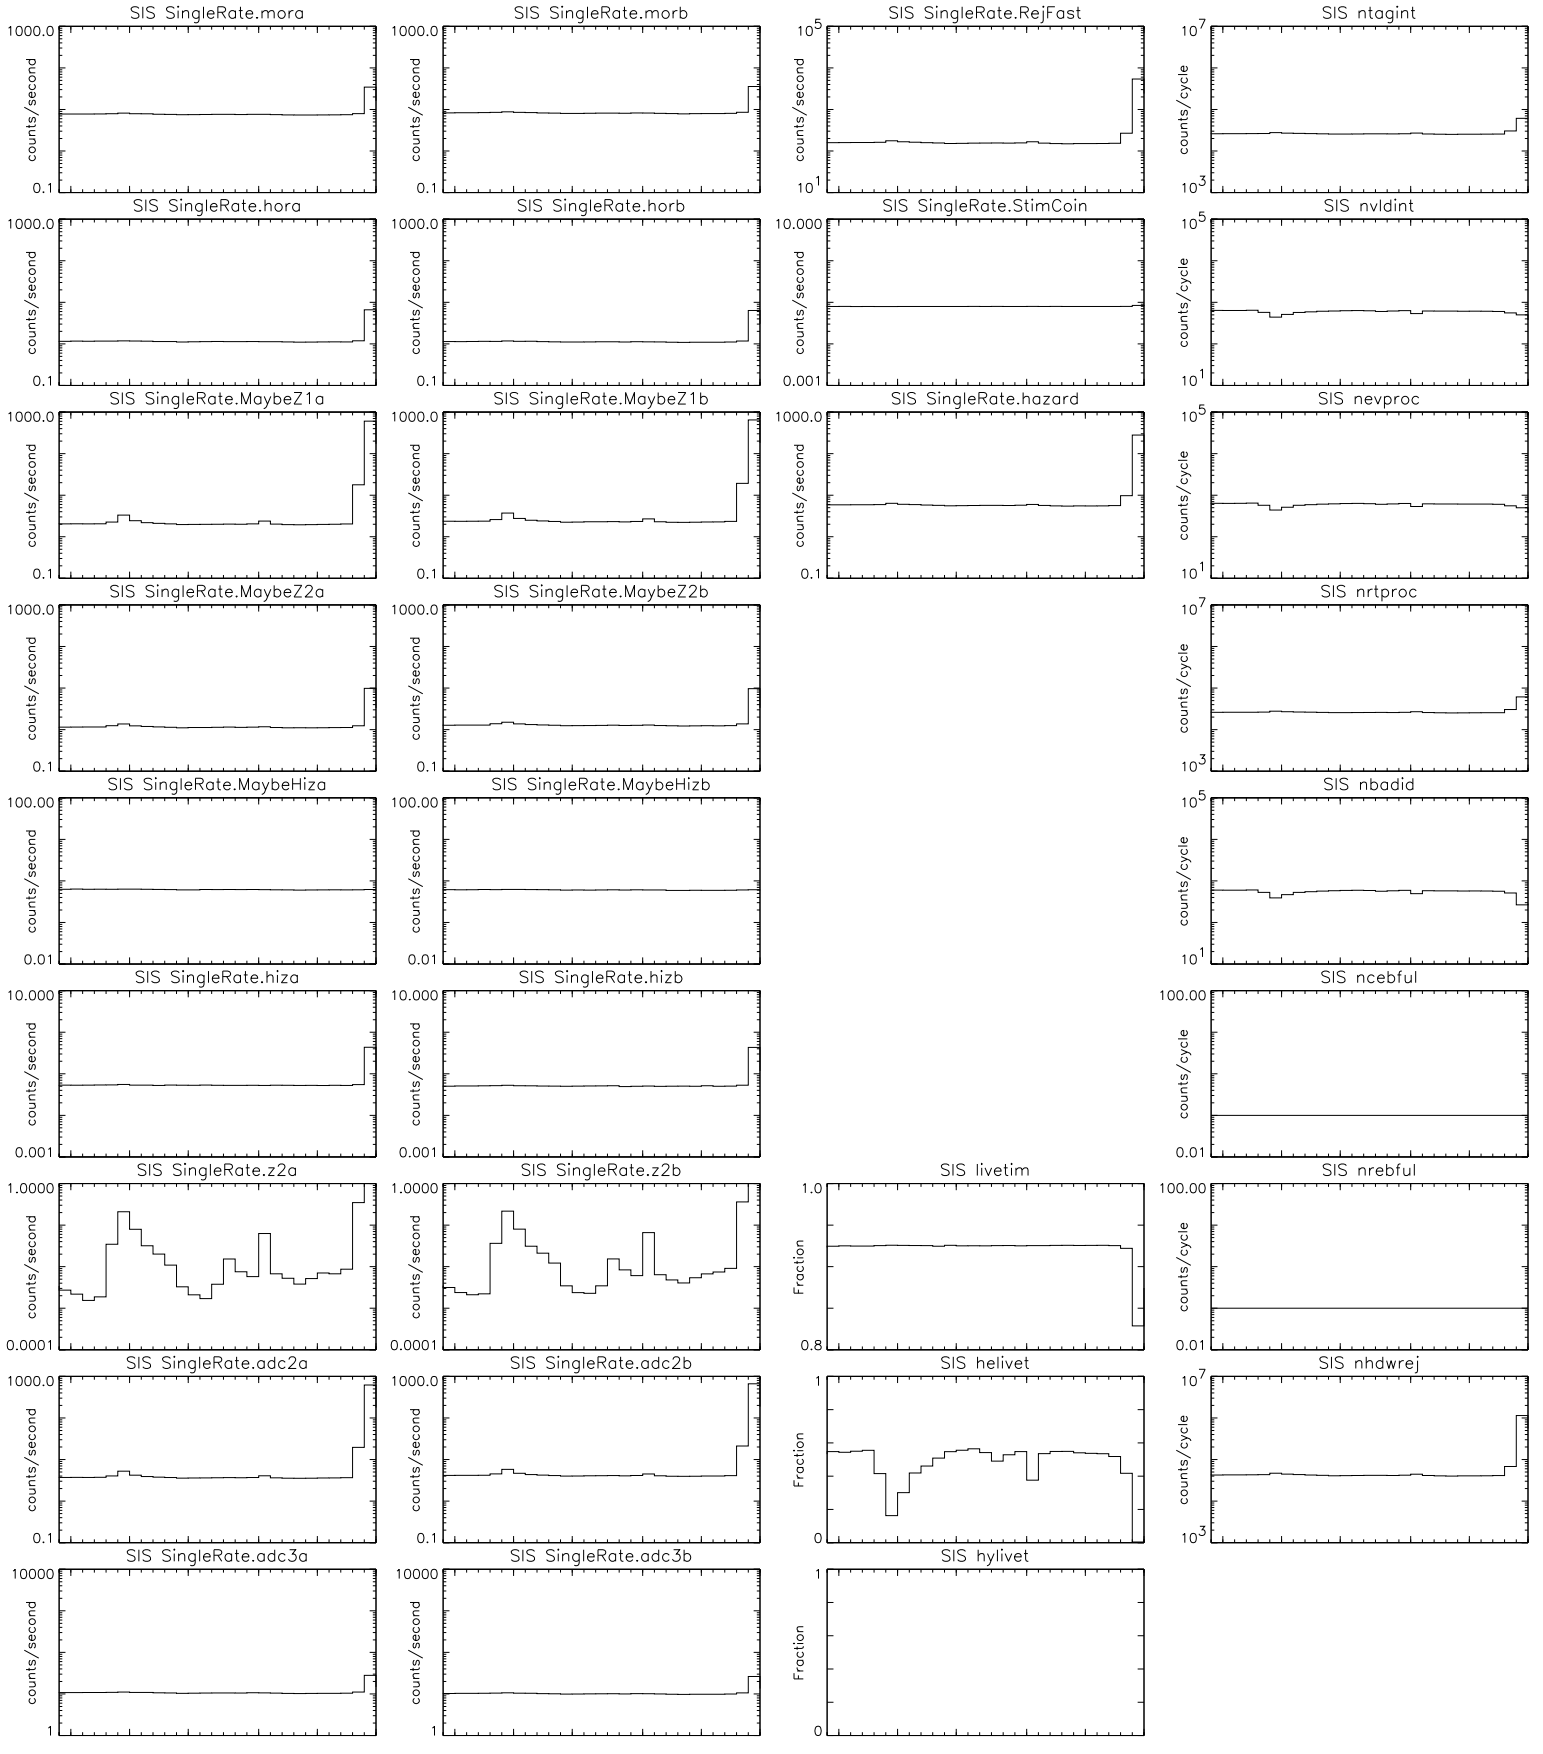 SIS SingleRate.mora
1000.0
counts/second
0.1
SIS SingleRate.morb
1000.0
counts/second
0.1
SIS SingleRate.RejFast
10^5
counts/second
10^1
SIS ntagint
10^7
counts/cycle
10^3
SIS SingleRate.hora
1000.0
counts/second
0.1
SIS SingleRate.horb
1000.0
counts/second
0.1
SIS SingleRate.StimCoin
10.000
counts/second
0.001
SIS nvldint
10^5
counts/cycle
10^1
SIS SingleRate.MaybeZ1a
1000.0
counts/second
0.1
SIS SingleRate.MaybeZ1b
1000.0
counts/second
0.1
SIS SingleRate.hazard
1000.0
counts/second
0.1
SIS nevproc
10^5
counts/cycle
10^1
SIS SingleRate.MaybeZ2a
1000.0
counts/second
0.1
SIS SingleRate.MaybeZ2b
1000.0
counts/second
0.1
SIS nrtproc
10^7
counts/cycle
10^3
SIS SingleRate.MaybeHiza
100.00
counts/second
0.01
SIS SingleRate.MaybeHizb
100.00
counts/second
0.01
SIS nbadid
10^5
counts/cycle
10^1
SIS SingleRate.hiza
10.000
counts/second
0.001
SIS SingleRate.hizb
10.000
counts/second
0.001
SIS ncebful
100.00
counts/cycle
0.01
SIS SingleRate.z2a
1.0000
counts/second
0.0001
SIS SingleRate.z2b
1.0000
counts/second
0.0001
SIS livetim
1.0
Fraction
0.8
SIS nrebful
100.00
counts/cycle
0.01
SIS SingleRate.adc2a
1000.0
counts/second
0.1
SIS SingleRate.adc2b
1000.0
counts/second
0.1
SIS helivet
1
Fraction
0
SIS nhdwrej
10^7
counts/cycle
10^3
SIS SingleRate.adc3a
10000
counts/second
1
SIS SingleRate.adc3b
10000
counts/second
1
SIS hylivet
1
Fraction
0